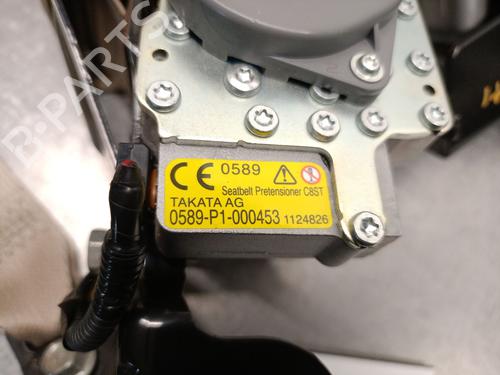 B-PARTS
CE 0589
Seatbelt Pretensioner C8ST
TAKATA AG
0589-P1-000453 1124826